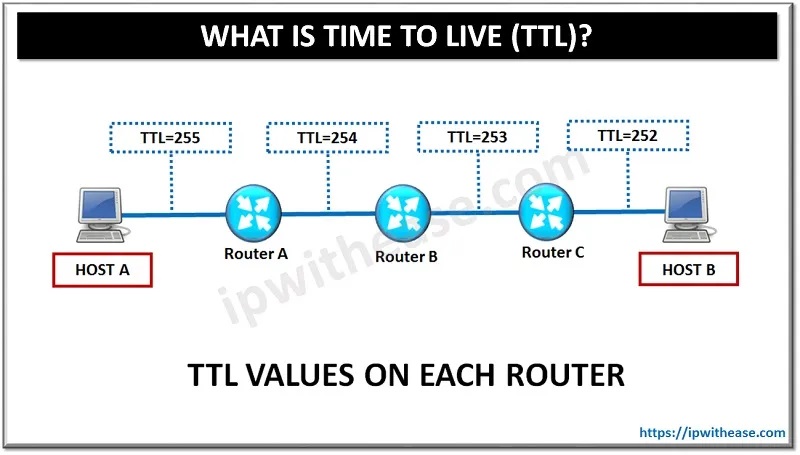 WHAT IS TIME TO LIVE (TTL)?
TTL=255
TTL=254
TTL=253
TTL=252
ipwithease.com
Router A
Router B
Router C
HOST A
HOST B
TTL VALUES ON EACH ROUTER
https://ipwithease.com